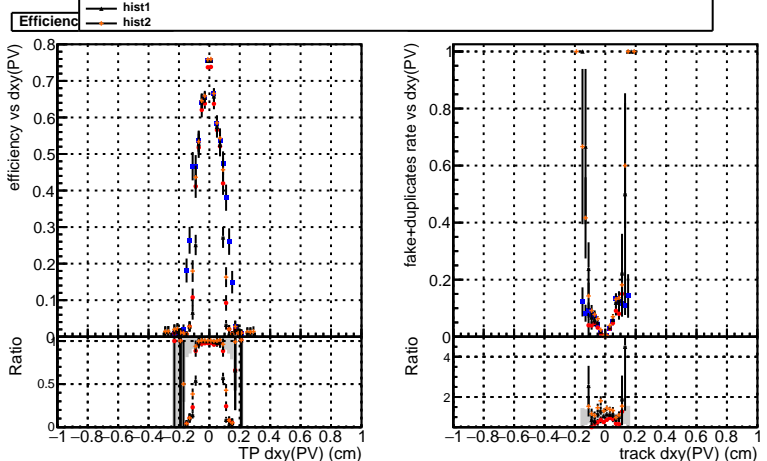 hist1
Efficienc
hist2
efficiency vs dxy(PV)
0.8
0.7
0.6
0.5
0.4
0.3
0.2
0.1
0
Ratio
1
0.5
0
−1 −0.8 −0.6 −0.4 −0.2 0 0.2 0.4 0.6 0.8 1
TP dxy(PV) (cm)
fake+duplicates rate vs dxy(PV)
1
0.8
0.6
0.4
0.2
0
Ratio
4
2
−1 −0.8 −0.6 −0.4 −0.2 0 0.2 0.4 0.6 0.8 1
track dxy(PV) (cm)